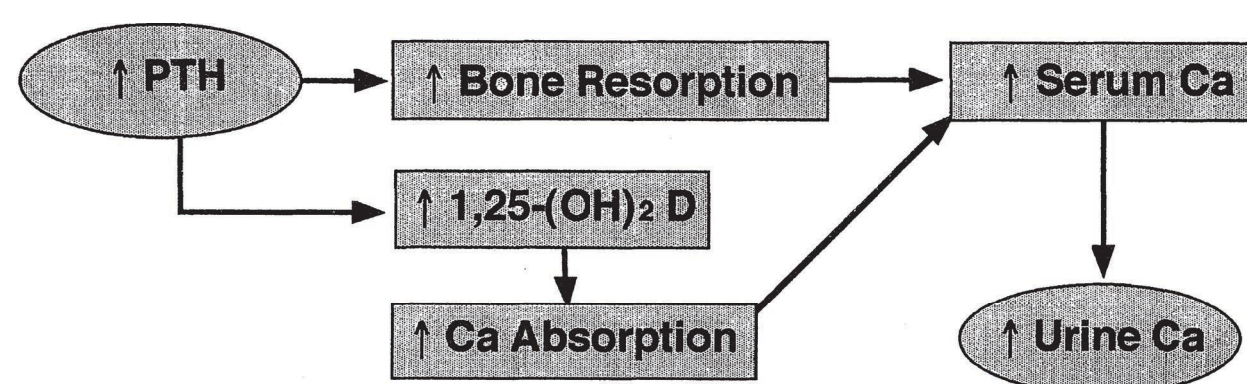 ↑ PTH
↑ Bone Resorption
↑ Serum Ca
↑ 1,25-(OH)₂ D
↑ Ca Absorption
↑ Urine Ca